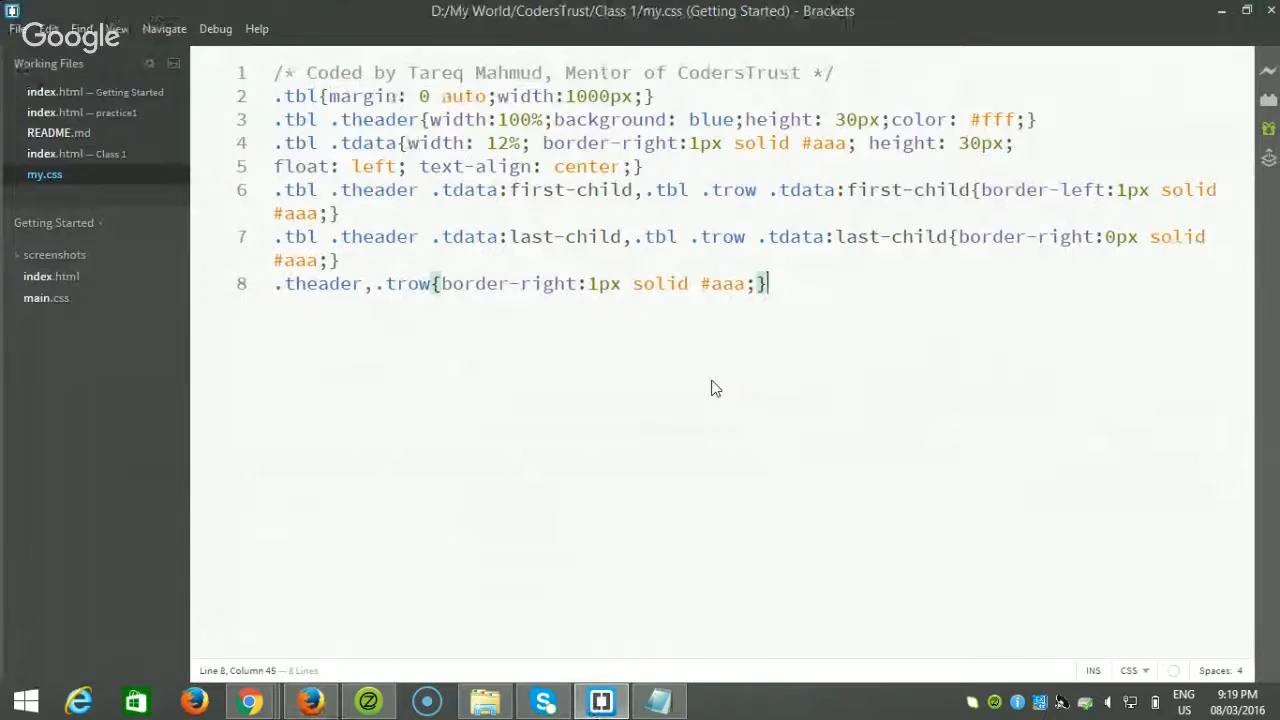 D:/My World/CodersTrust/Class 1/my.css (Getting Started) - Brackets
File Edit Find View Navigate Debug Help
Google
Working Files
index.html — Getting Started
index.html — practice1
README.md
index.html — Class 1
my.css
Getting Started
screenshots
index.html
main.css
1 /* Coded by Tareq Mahmud, Mentor of CodersTrust */
2 .tbl{margin: 0 auto;width:1000px;}
3 .tbl .theader{width:100%;background: blue;height: 30px;color: #fff;}
4 .tbl .tdata{width: 12%; border-right:1px solid #aaa; height: 30px;
5 float: left; text-align: center;}
6 .tbl .theader .tdata:first-child,.tbl .trow .tdata:first-child{border-left:1px solid
#aaa;}
7 .tbl .theader .tdata:last-child,.tbl .trow .tdata:last-child{border-right:0px solid
#aaa;}
8 .theader,.trow{border-right:1px solid #aaa;}
Line 8, Column 45 — 8 Lines
INS CSS Spaces: 4
ENG 9:19 PM
US 08/03/2016